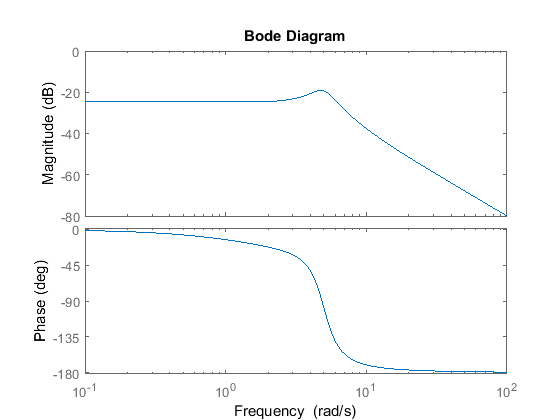 Bode Diagram
Magnitude (dB)
0
-20
-40
-60
-80
Phase (deg)
0
-45
-90
-135
-180
10^-1 10^0 10^1 10^2
Frequency (rad/s)